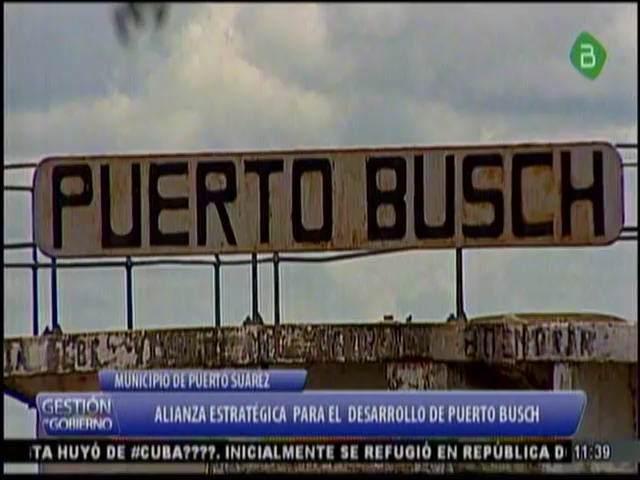 B
PUERTO BUSCH
MUNICIPIO DE PUERTO SUÁREZ
GESTIÓN
DE GOBIERNO
ALIANZA ESTRATÉGICA PARA EL DESARROLLO DE PUERTO BUSCH
TA HUYÓ DE #CUBA????. INICIALMENTE SE REFUGIÓ EN REPÚBLICA D
11:39